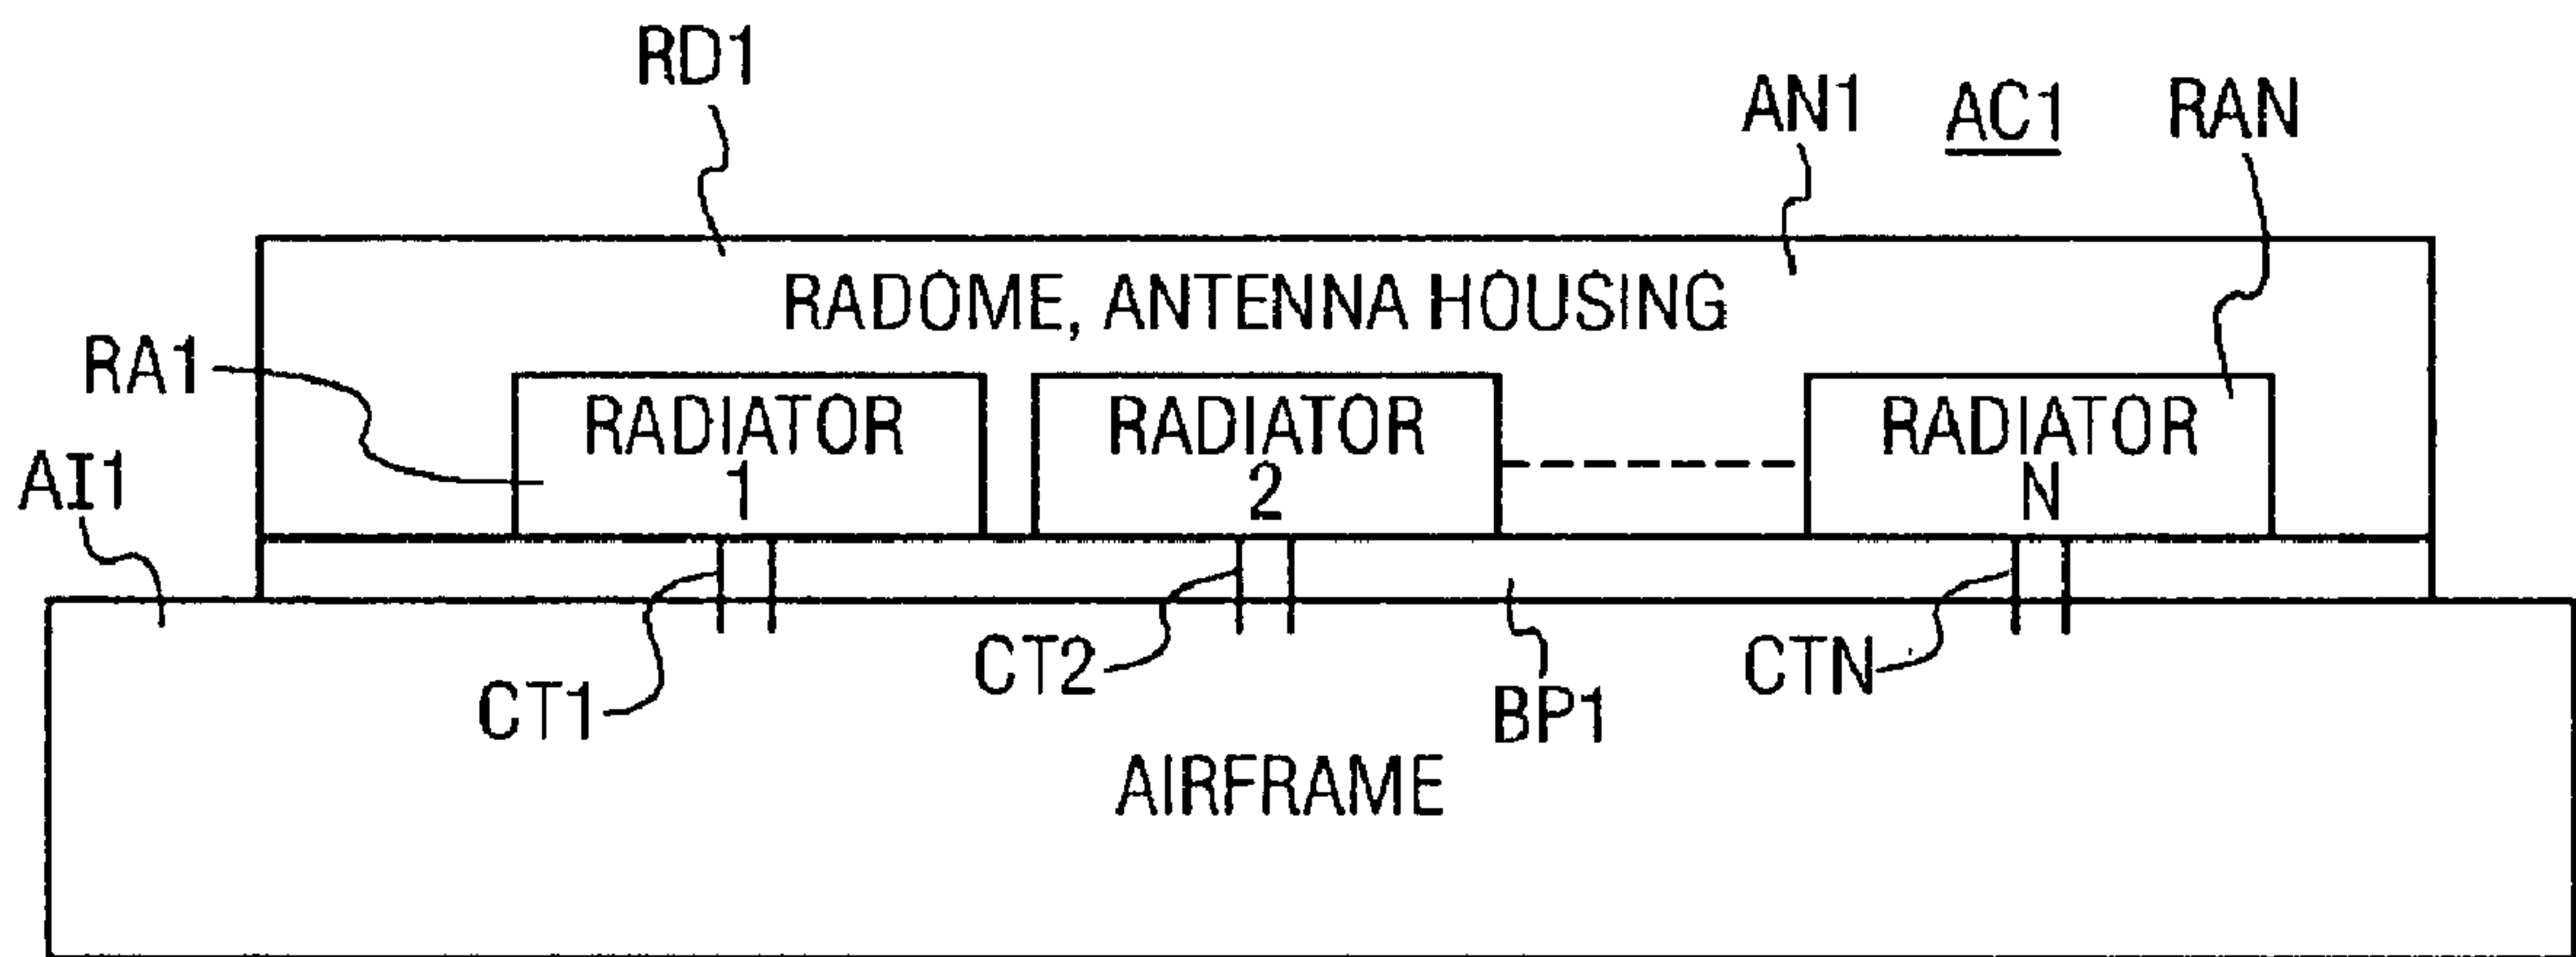 RD1
AN1
AC1
RAN
RADOME, ANTENNA HOUSING
RA1
RADIATOR
1
RADIATOR
2
RADIATOR
N
AI1
CT1
CT2
BP1
CTN
AIRFRAME